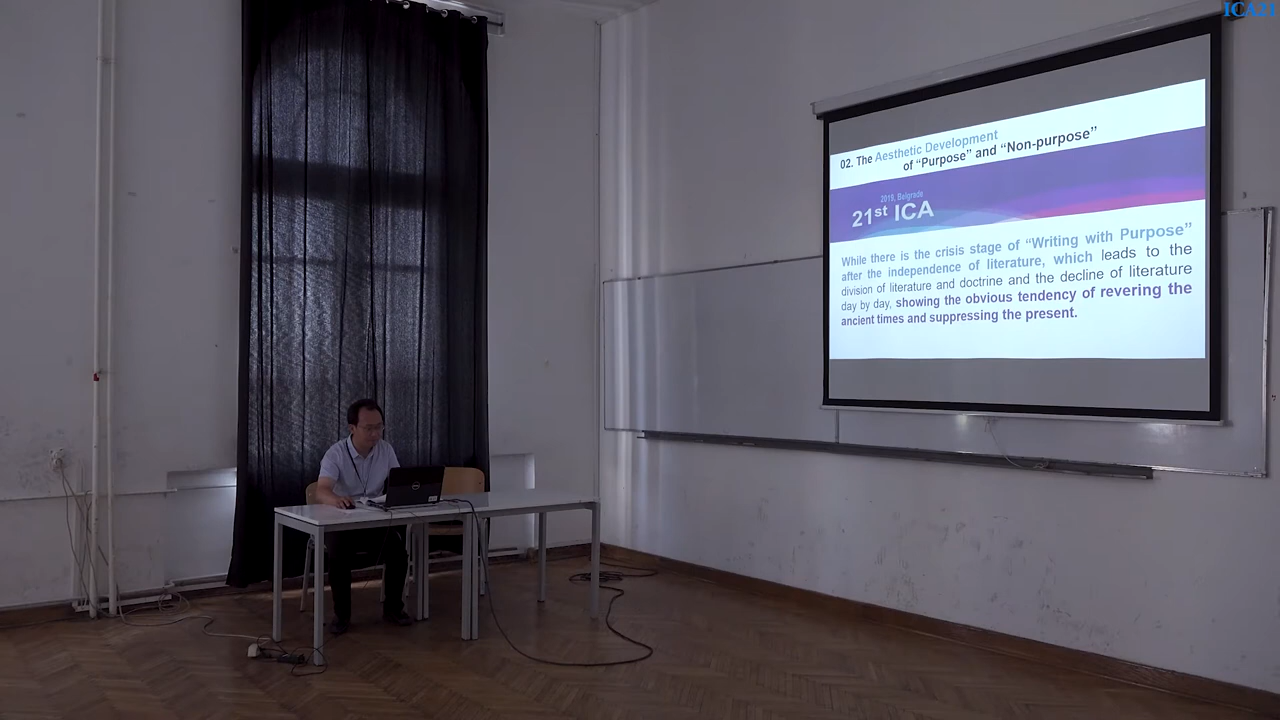 ICA21
02. The Aesthetic Development
of “Purpose” and “Non-purpose”
2019, Belgrade
21st ICA
While there is the crisis stage of “Writing with Purpose”
after the independence of literature, which leads to the
division of literature and doctrine and the decline of literature
day by day, showing the obvious tendency of revering the
ancient times and suppressing the present.